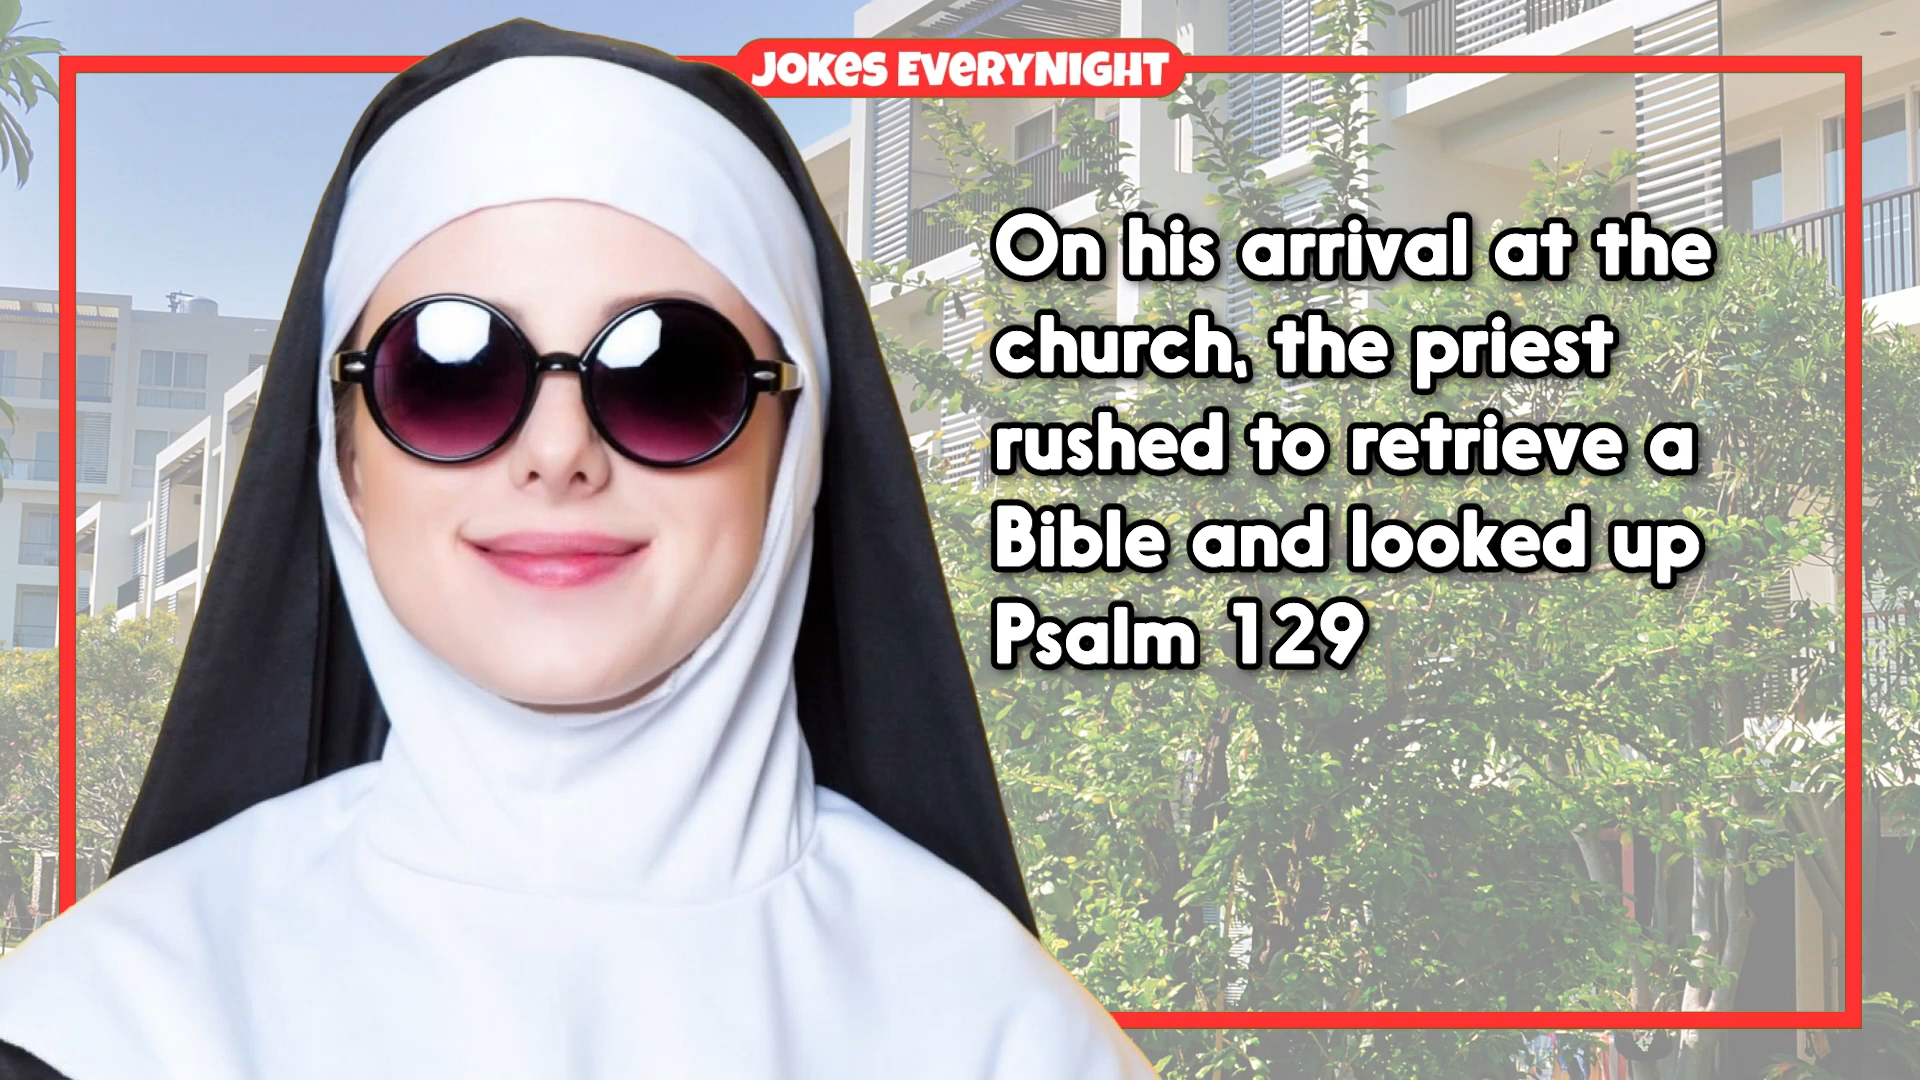 JOKES EVERYNIGHT
On his arrival at the
church, the priest
rushed to retrieve a
Bible and looked up
Psalm 129